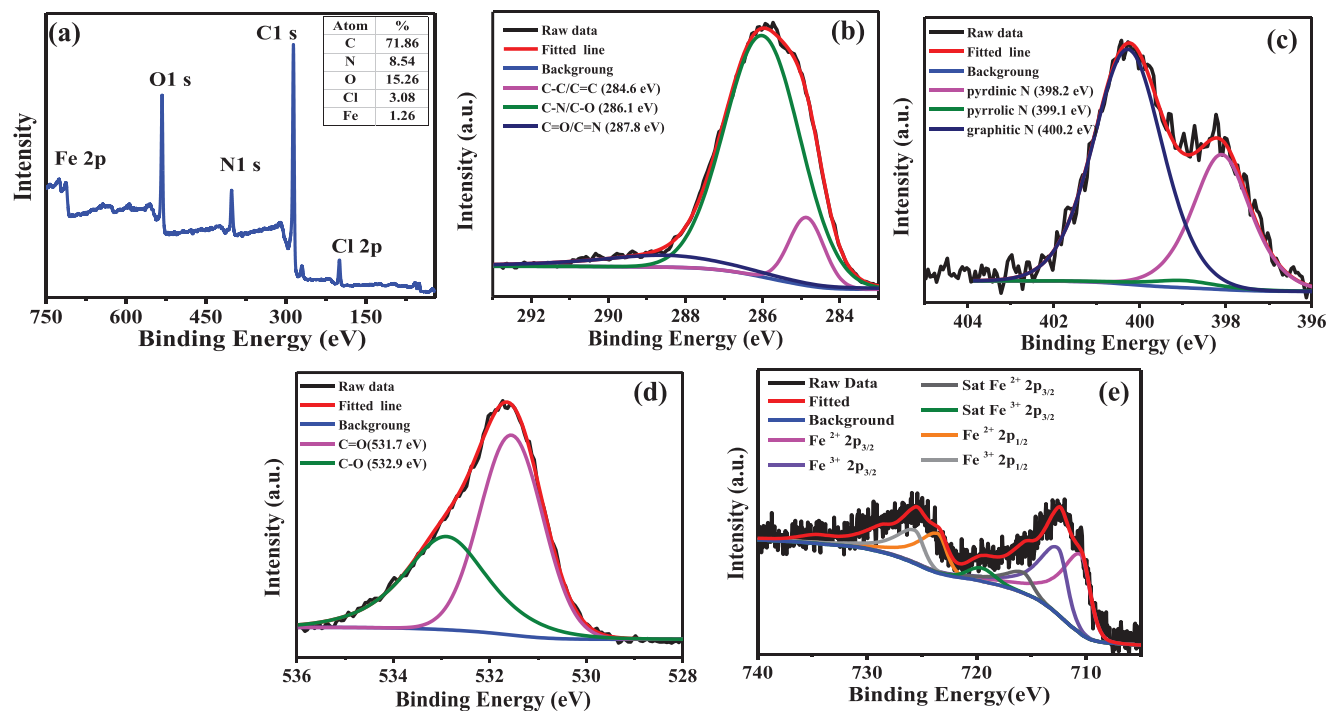 (a)
Atom %
C 71.86
N 8.54
O 15.26
Cl 3.08
Fe 1.26
C1 s
O1 s
N1 s
Fe 2p
Cl 2p
Intensity
750 600 450 300 150
Binding Energy (eV)
(b)
Raw data
Fitted line
Backgroung
C-C/C=C (284.6 eV)
C-N/C-O (286.1 eV)
C=O/C=N (287.8 eV)
Intensity (a.u.)
292 290 288 286 284
Binding Energy (eV)
(c)
Raw data
Fitted line
Backgroung
pyrdinic N (398.2 eV)
pyrrolic N (399.1 eV)
graphitic N (400.2 eV)
Intensity (a.u.)
404 402 400 398 396
Binding Energy (eV)
(d)
Raw data
Fitted line
Backgroung
C=O(531.7 eV)
C-O (532.9 eV)
Intensity (a.u.)
536 534 532 530 528
Binding Energy (eV)
(e)
Raw Data
Fitted
Background
Fe 2+ 2p3/2
Fe 3+ 2p3/2
Sat Fe 2+ 2p3/2
Sat Fe 3+ 2p3/2
Fe 2+ 2p1/2
Fe 3+ 2p1/2
Intensity (a.u.)
740 730 720 710
Binding Energy(eV)